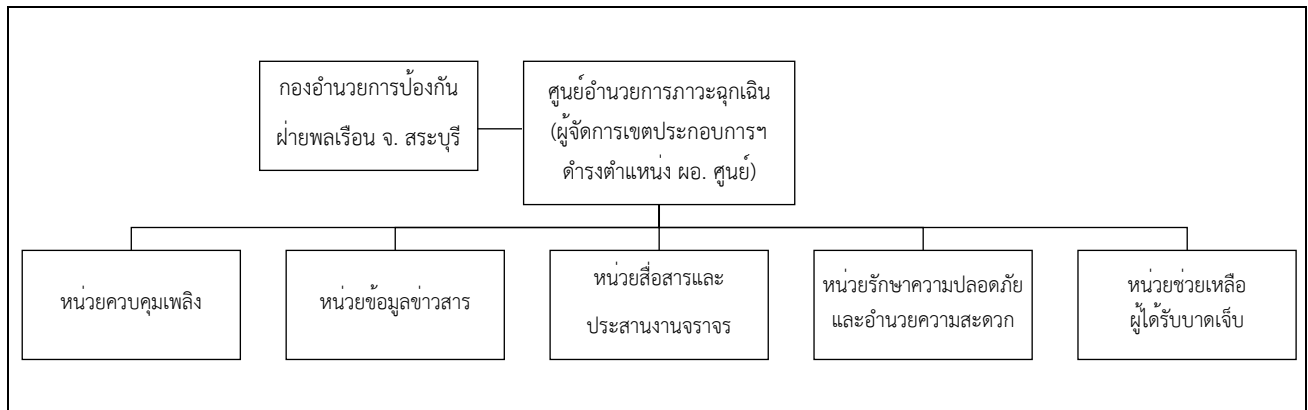 กองอำนวยการป้องกัน
ฝ่ายพลเรือน จ. สระบุรี
ศูนย์อำนวยการภาวะฉุกเฉิน
(ผู้จัดการเขตประกอบการฯ
ดำรงตำแหน่ง ผอ. ศูนย์)
หน่วยควบคุมเพลิง
หน่วยข้อมูลข่าวสาร
หน่วยสื่อสารและ
ประสานงานจราจร
หน่วยรักษาความปลอดภัย
และอำนวยความสะดวก
หน่วยช่วยเหลือ
ผู้ได้รับบาดเจ็บ